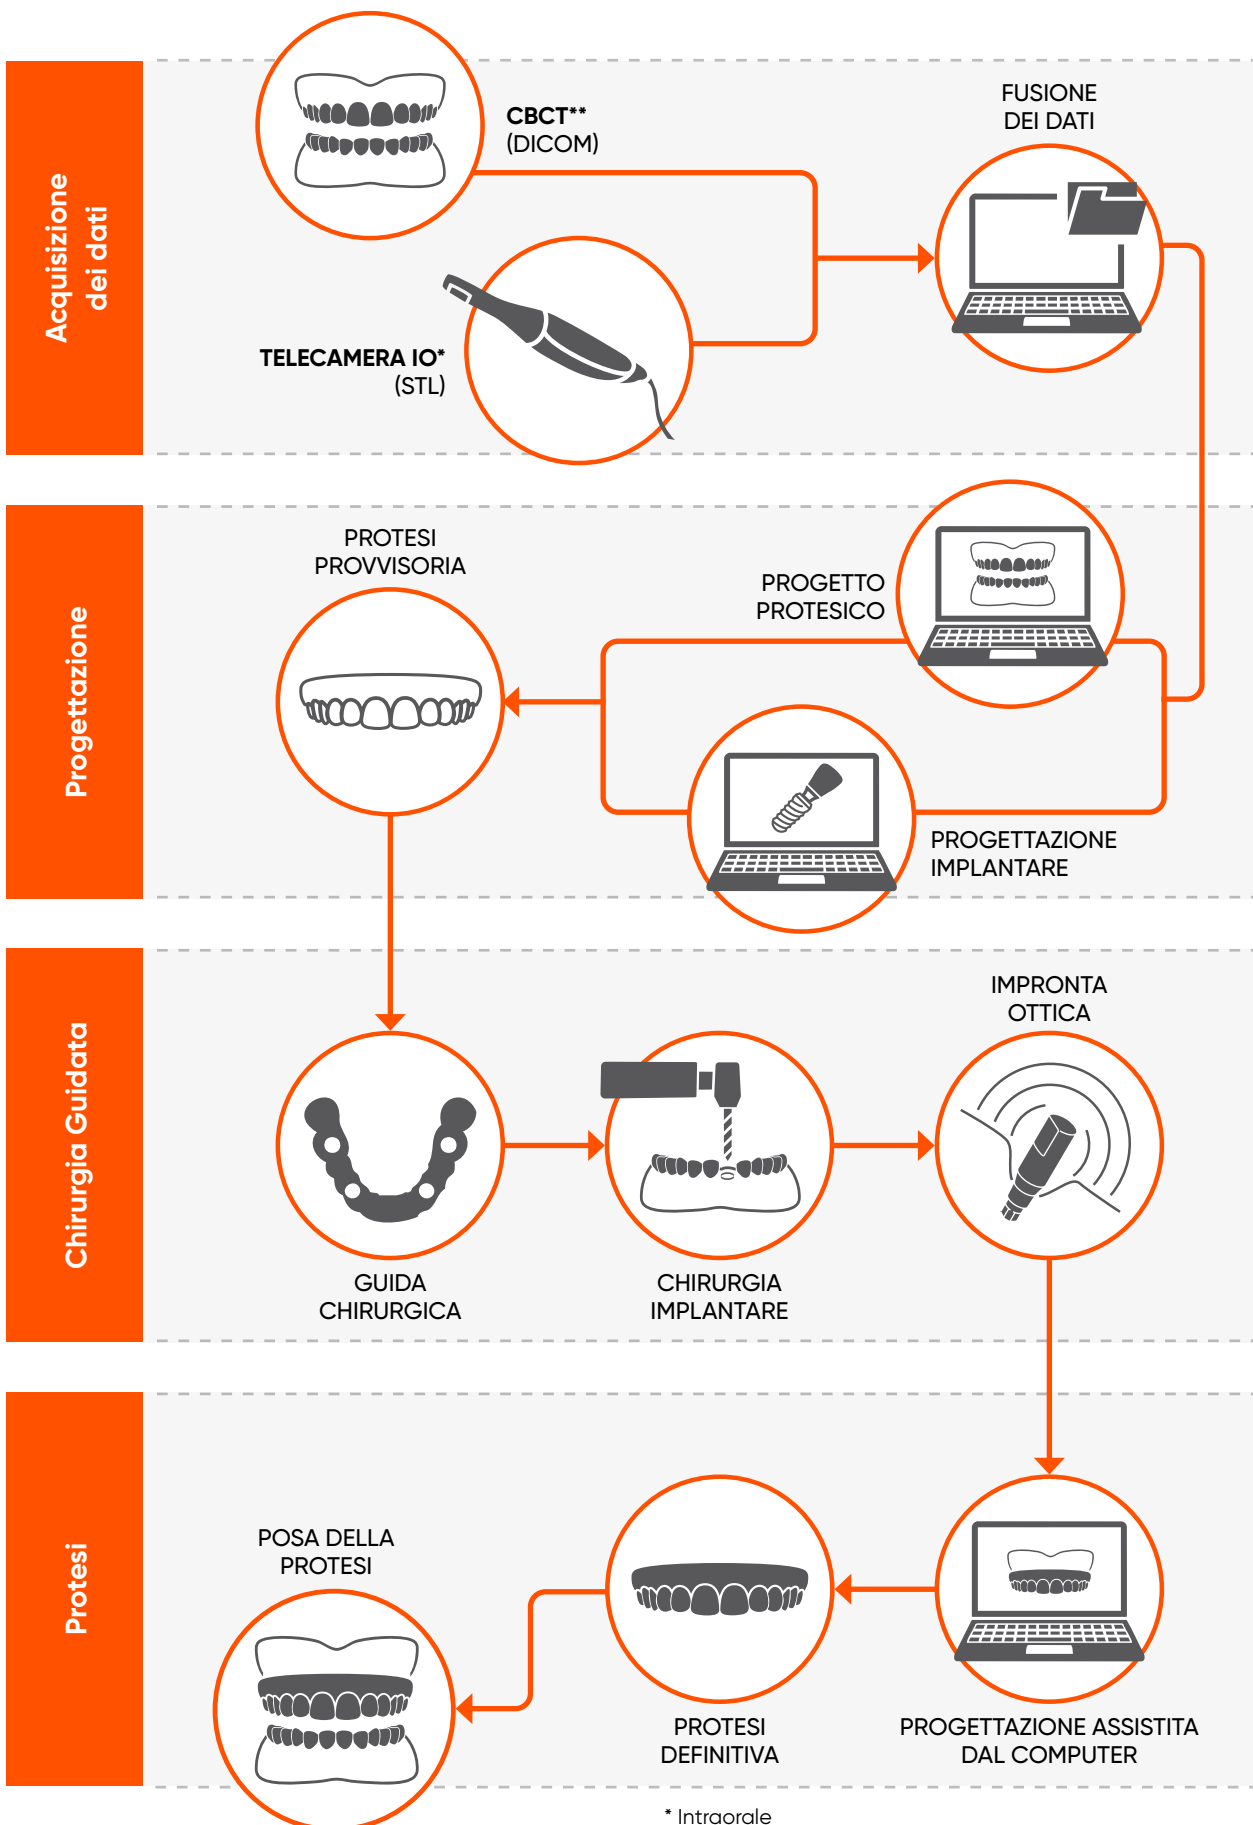 Acquisizione
dei dati
CBCT**
(DICOM)
FUSIONE
DEI DATI
TELECAMERA IO*
(STL)
Progettazione
PROTESI
PROVVISORIA
PROGETTO
PROTESICO
PROGETTAZIONE
IMPLANTARE
Chirurgia Guidata
IMPRONTA
OTTICA
GUIDA
CHIRURGICA
CHIRURGIA
IMPLANTARE
Protesi
POSA DELLA
PROTESI
PROTESI
DEFINITIVA
PROGETTAZIONE ASSISTITA
DAL COMPUTER
* Intraorale